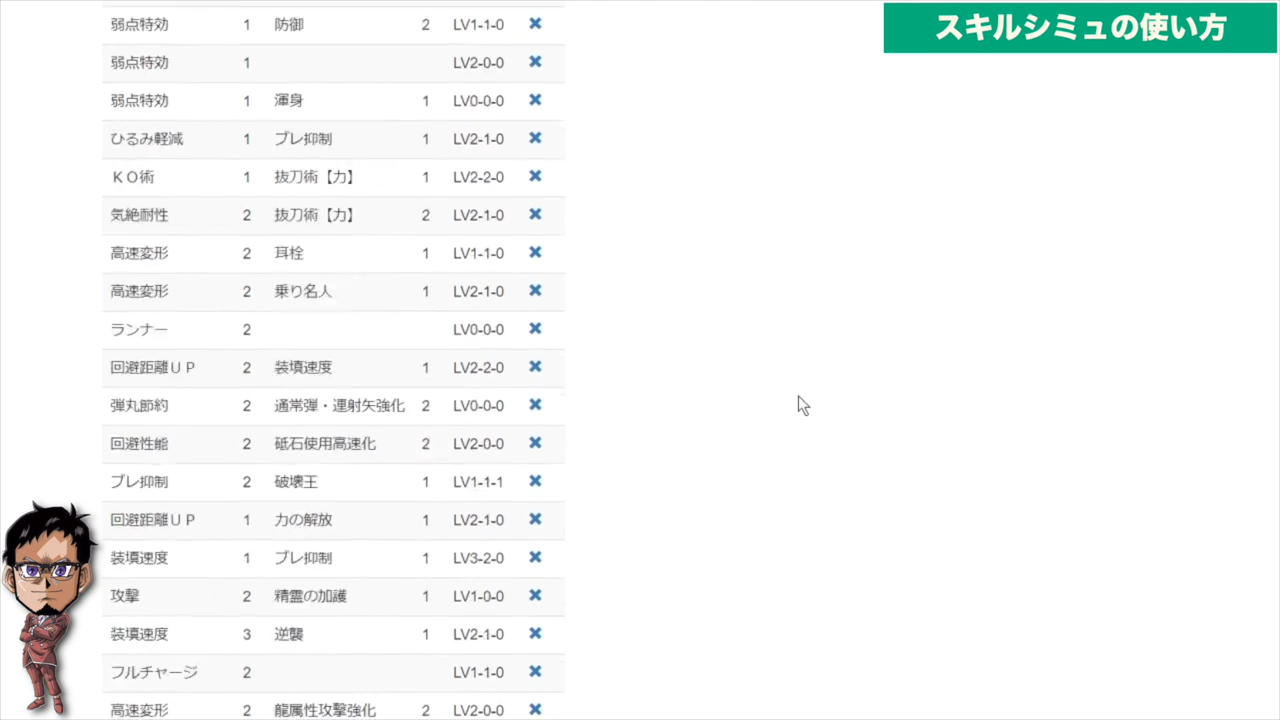 スキルシミュの使い方
弱点特効 1 防御 2 LV1-1-0 ✖
弱点特効 1 LV2-0-0 ✖
弱点特効 1 渾身 1 LV0-0-0 ✖
ひるみ軽減 1 ブレ抑制 1 LV2-1-0 ✖
ＫＯ術 1 抜刀術【力】 1 LV2-2-0 ✖
気絶耐性 2 抜刀術【力】 2 LV2-1-0 ✖
高速変形 2 耳栓 1 LV1-1-0 ✖
高速変形 2 乗り名人 1 LV2-1-0 ✖
ランナー 2 LV0-0-0 ✖
回避距離ＵＰ 2 装填速度 1 LV2-2-0 ✖
弾丸節約 2 通常弾・連射矢強化 2 LV0-0-0 ✖
回避性能 2 砥石使用高速化 2 LV2-0-0 ✖
ブレ抑制 2 破壊王 1 LV1-1-1 ✖
回避距離ＵＰ 1 力の解放 1 LV2-1-0 ✖
装填速度 1 ブレ抑制 1 LV3-2-0 ✖
攻撃 2 精霊の加護 1 LV1-0-0 ✖
装填速度 3 逆襲 1 LV2-1-0 ✖
フルチャージ 2 LV1-1-0 ✖
高速変形 2 龍属性攻撃強化 2 LV2-0-0 ✖